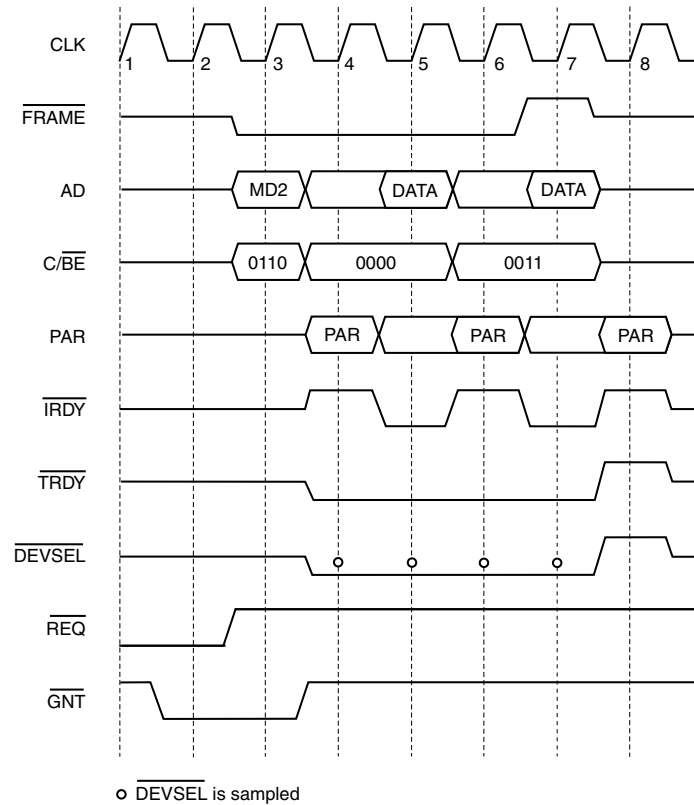 CLK
1 2 3 4 5 6 7 8
FRAME
AD MD2 DATA DATA
C/BE 0110 0000 0011
PAR PAR PAR PAR
IRDY
TRDY
DEVSEL
REQ
GNT
DEVSEL is sampled